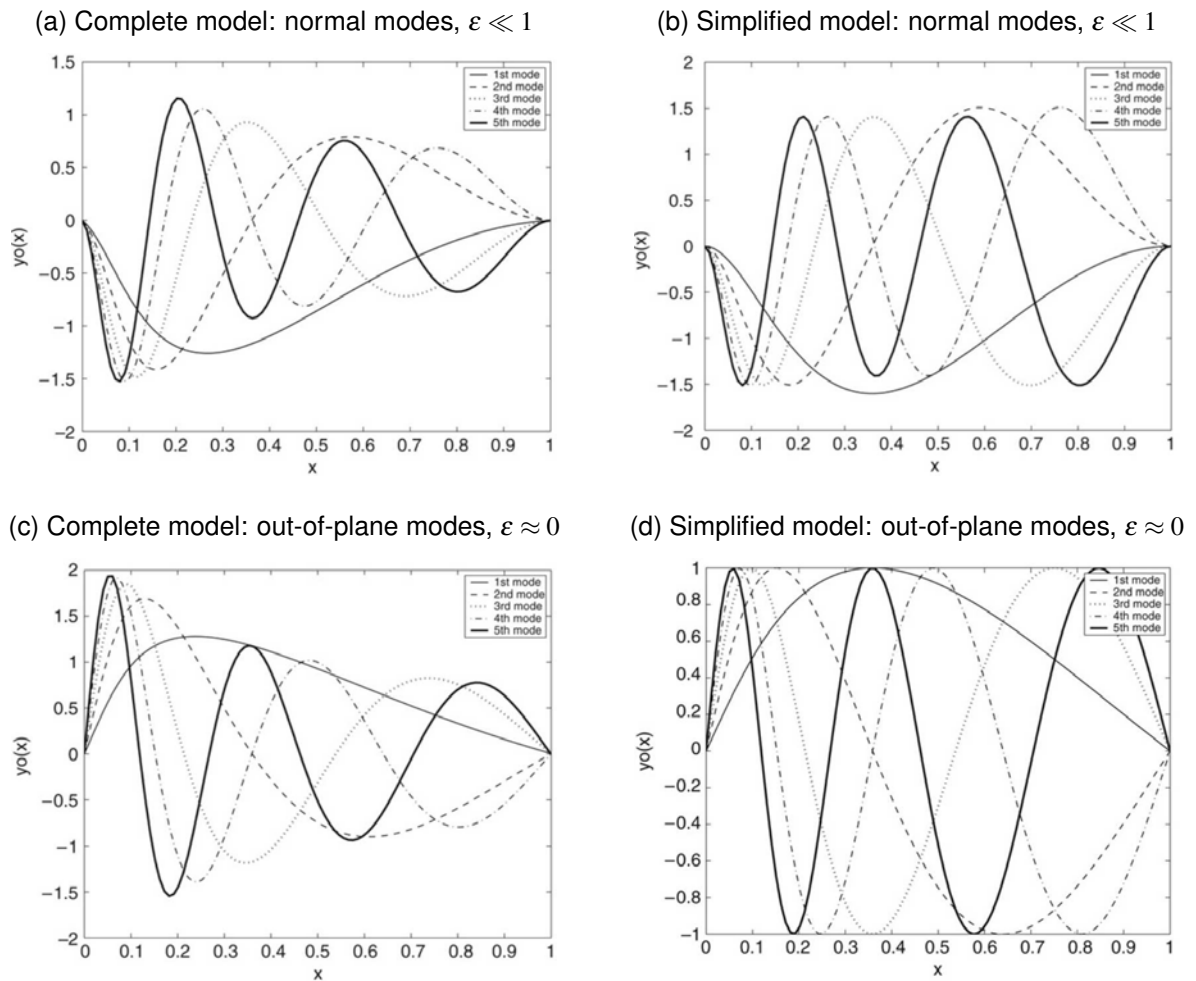 (a) Complete model: normal modes, ε ≪ 1
1.5
1
0.5
0
−0.5
−1
−1.5
−2
yo(x)
0 0.1 0.2 0.3 0.4 0.5 0.6 0.7 0.8 0.9 1
x
1st mode
2nd mode
3rd mode
4th mode
5th mode
(b) Simplified model: normal modes, ε ≪ 1
2
1.5
1
0.5
0
−0.5
−1
−1.5
−2
yo(x)
0 0.1 0.2 0.3 0.4 0.5 0.6 0.7 0.8 0.9 1
x
1st mode
2nd mode
3rd mode
4th mode
5th mode
(c) Complete model: out-of-plane modes, ε ≈ 0
2
1.5
1
0.5
0
−0.5
−1
−1.5
−2
yo(x)
0 0.1 0.2 0.3 0.4 0.5 0.6 0.7 0.8 0.9 1
x
1st mode
2nd mode
3rd mode
4th mode
5th mode
(d) Simplified model: out-of-plane modes, ε ≈ 0
1
0.8
0.6
0.4
0.2
0
−0.2
−0.4
−0.6
−0.8
−1
yo(x)
0 0.1 0.2 0.3 0.4 0.5 0.6 0.7 0.8 0.9 1
x
1st mode
2nd mode
3rd mode
4th mode
5th mode